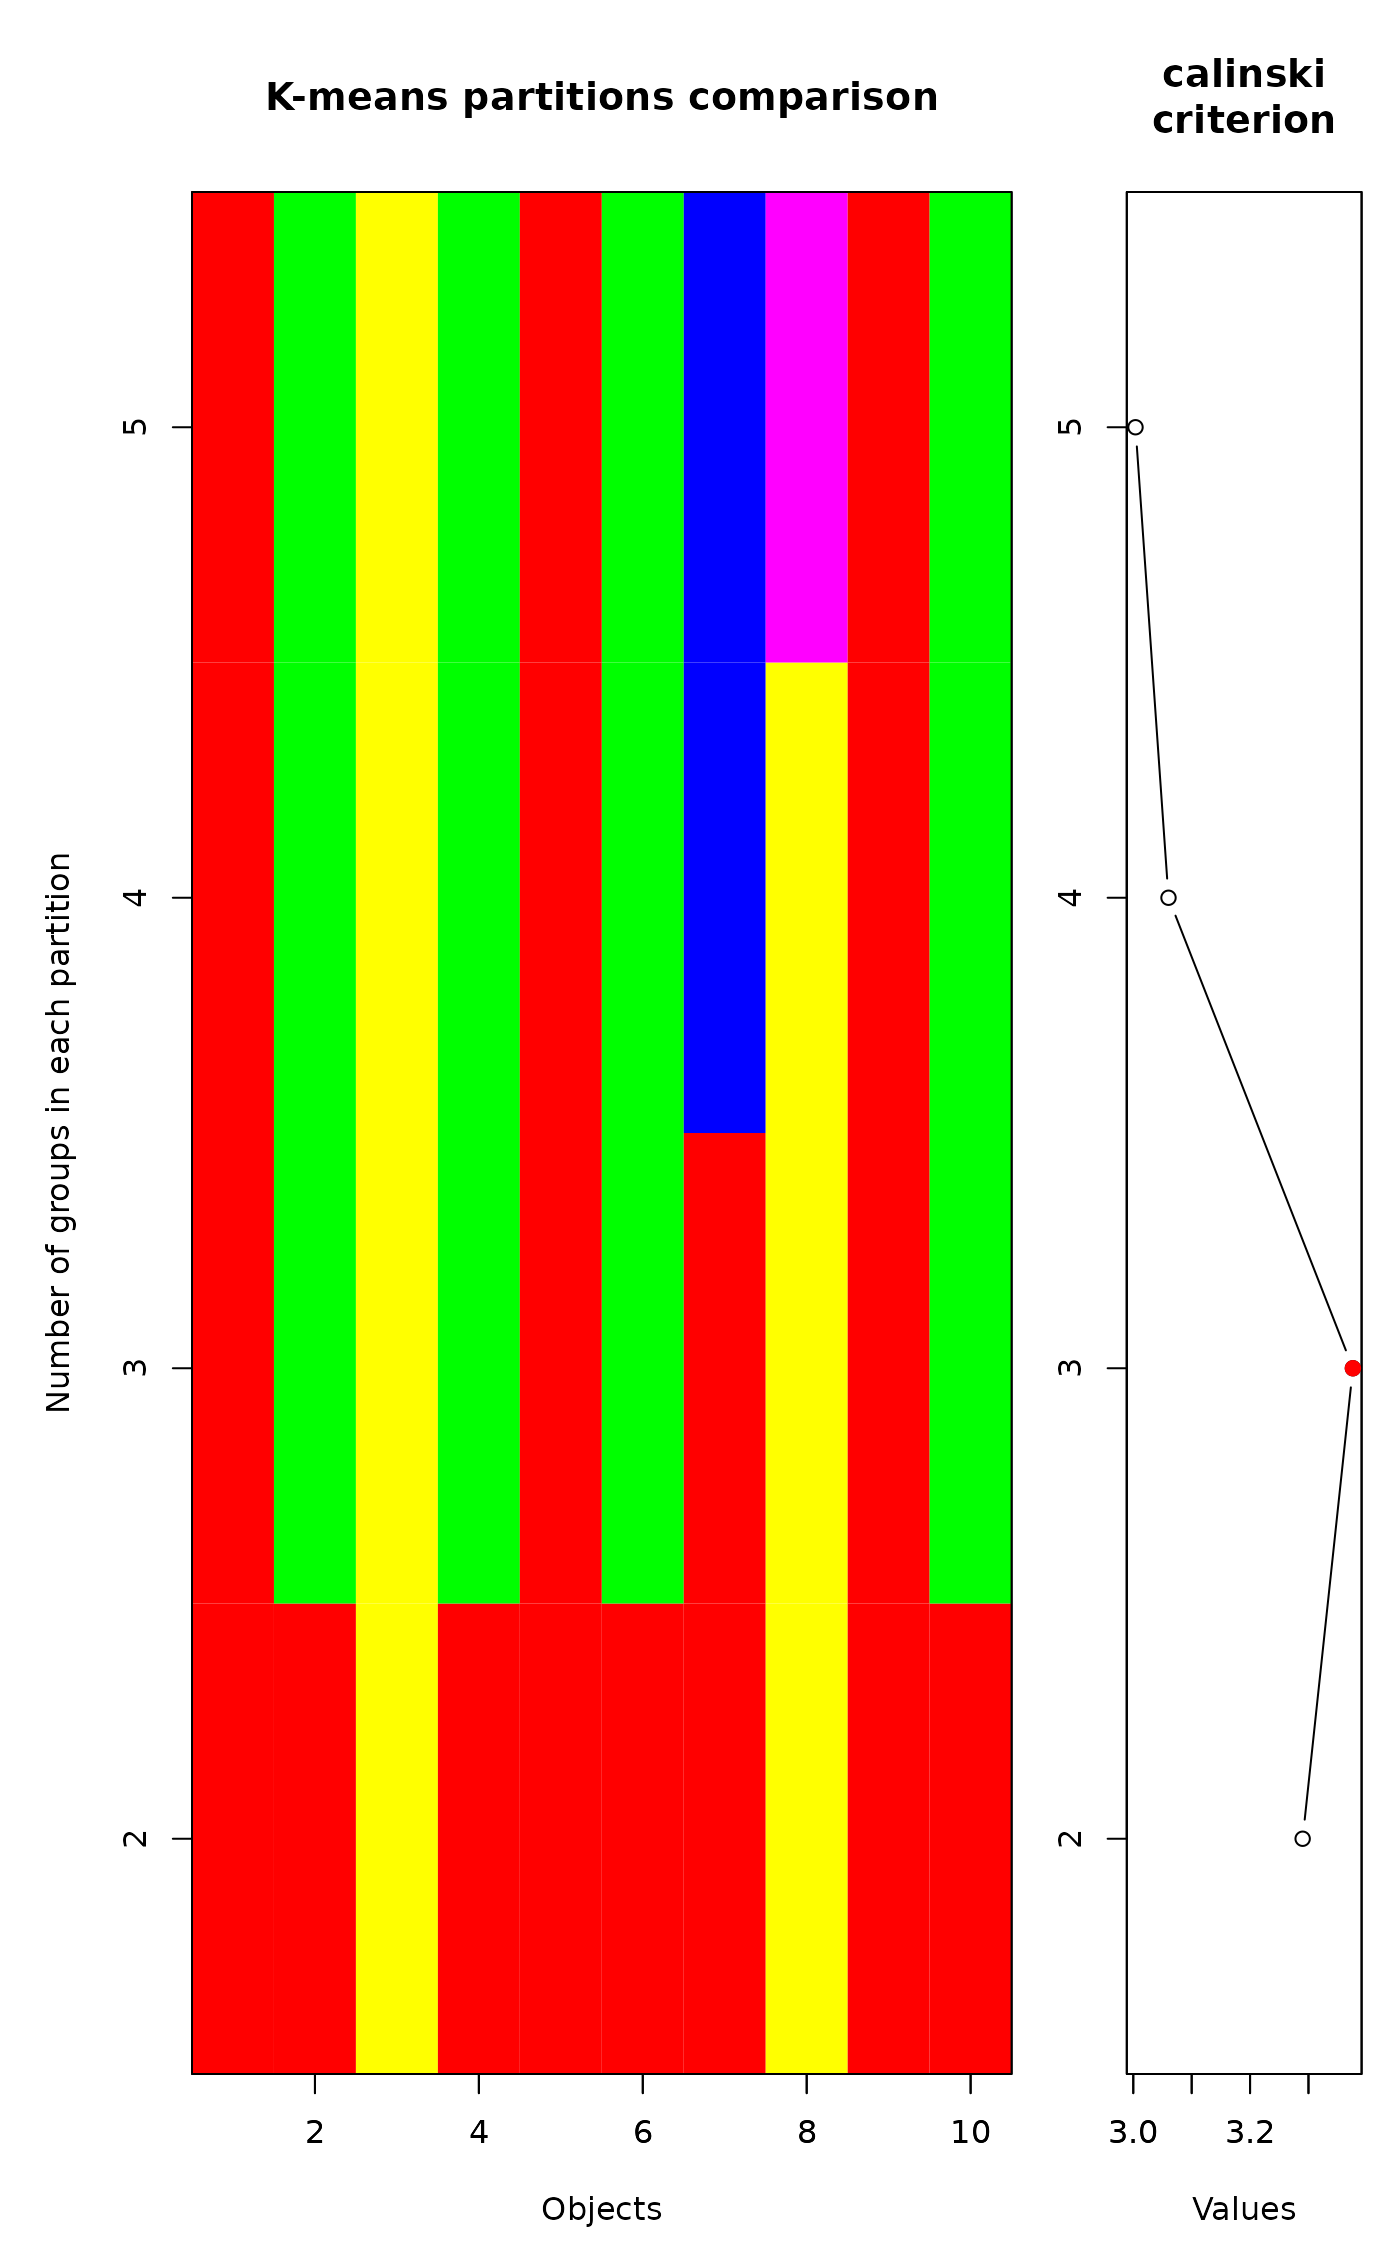 K-means partitions comparison
calinski
criterion
Number of groups in each partition
5
4
3
2
5
4
3
2
2 4 6 8 10
3.0 3.2
Objects
Values